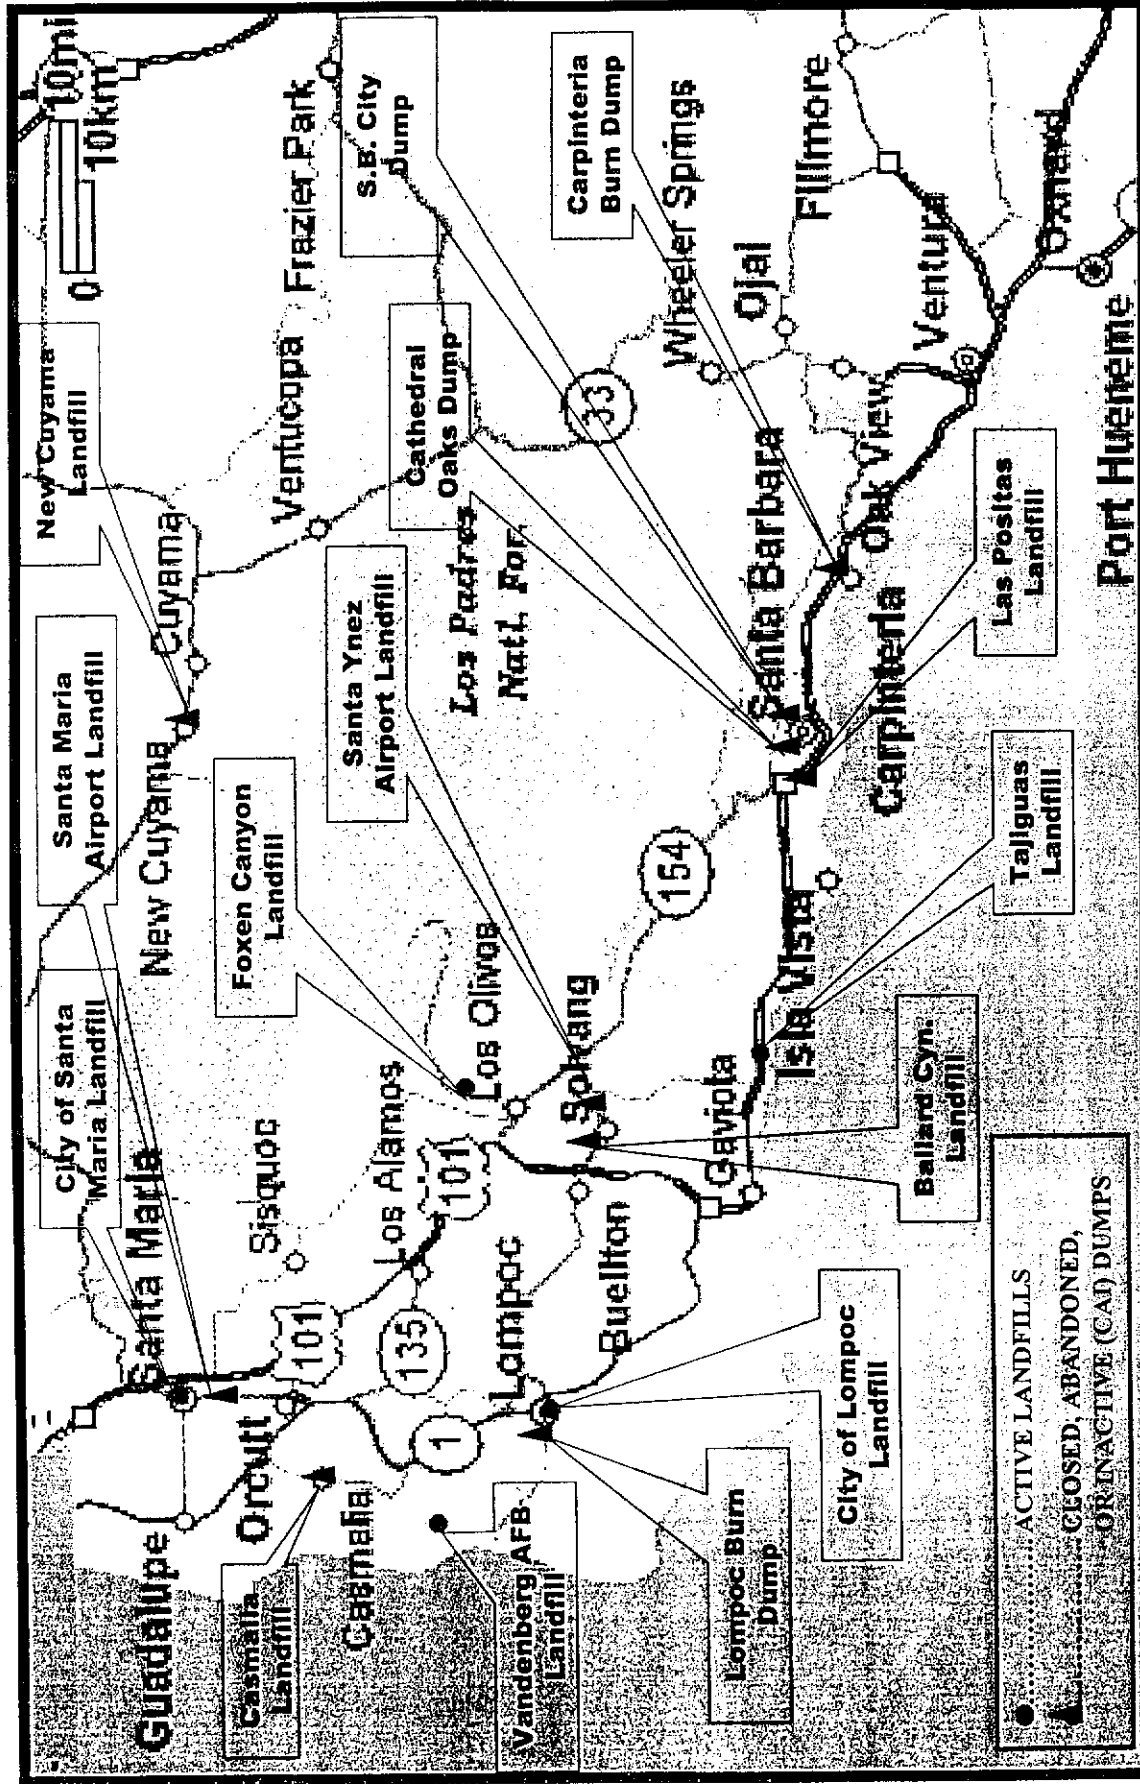 City of Santa
Maria Landfill
Santa Maria
Airport Landfill
New Cuyama
Landfill
0
10mi
10km
Guadalupe
Santa Maria
New Cuyama
Cuyama
Orcutt
101
Sisquoc
Foxen Canyon
Landfill
Ventucopa
Frazier Park
Casmalia
Landfill
Casmalia
135
Los Alamos
Santa Ynez
Airport Landfill
Cathedral
Oaks Dump
S.B. City
Dump
1
101
Los Olivos
Los Padres
Natl. For.
Vandenberg AFB
Landfill
Lompoc
Solvang
33
Carpinteria
Burn Dump
Buellton
154
Wheeler Springs
Lompoc Burn
Dump
Gaviota
Santa Barbara
Ojai
Isla Vista
Fillmore
City of Lompoc
Landfill
Carpinteria
Oak View
Ventura
Ballard Cyn.
Landfill
Tajiguas
Landfill
Las Positas
Landfill
Oxnard
Port Hueneme
ACTIVE LANDFILLS
CLOSED, ABANDONED,
OR INACTIVE (CAI) DUMPS